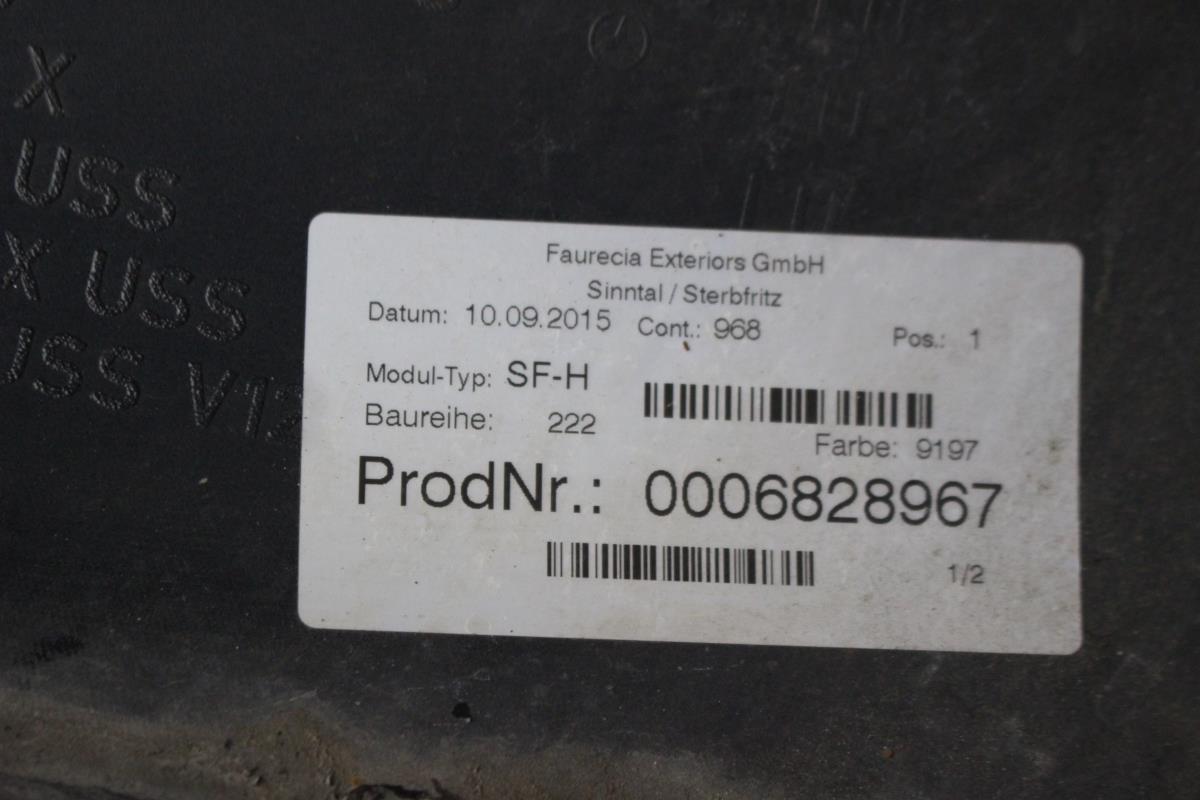 X
USS
X USS
USS V12
Faurecia Exteriors GmbH
Sinntal / Sterbfritz
Datum: 10.09.2015 Cont.: 968 Pos.: 1
Modul-Typ: SF-H
Baureihe: 222
Farbe: 9197
ProdNr.: 0006828967
1/2